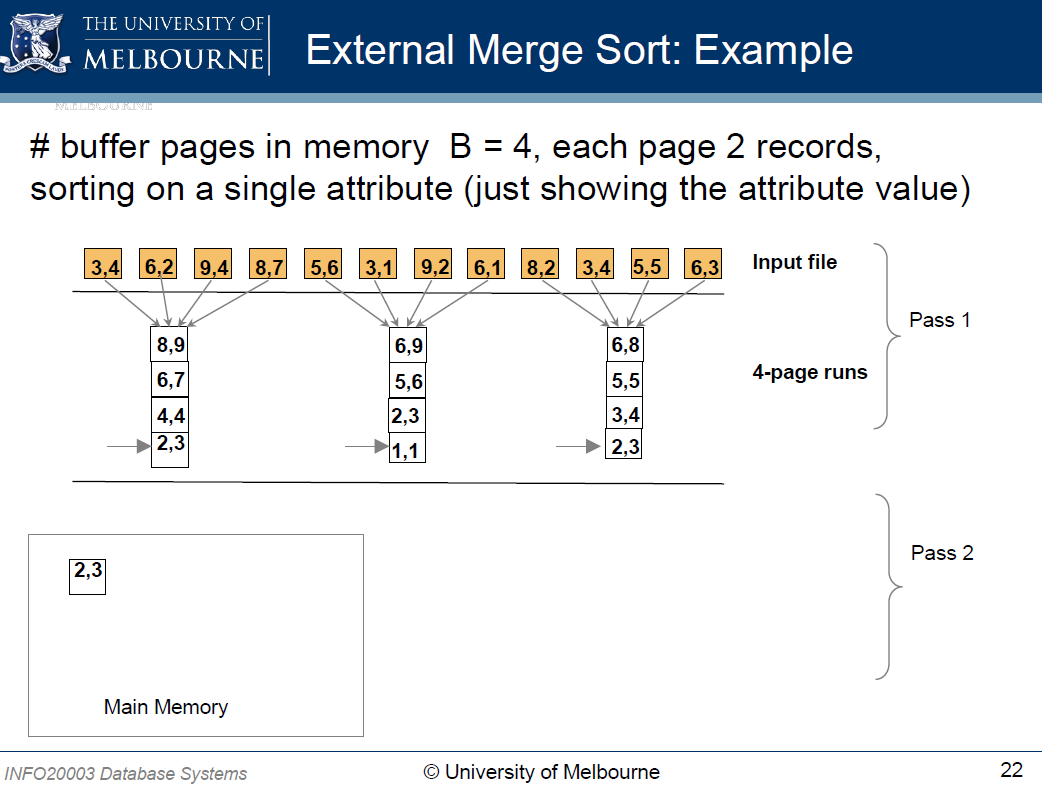 THE UNIVERSITY OF
MELBOURNE
External Merge Sort: Example
MELBOURNE
# buffer pages in memory B = 4, each page 2 records,
sorting on a single attribute (just showing the attribute value)
3,4 6,2 9,4 8,7 5,6 3,1 9,2 6,1 8,2 3,4 5,5 6,3 Input file
Pass 1
8,9 6,9 6,8
6,7 5,6 5,5 4-page runs
4,4 2,3 3,4
2,3 1,1 2,3
Pass 2
2,3
Main Memory
INFO20003 Database Systems © University of Melbourne 22